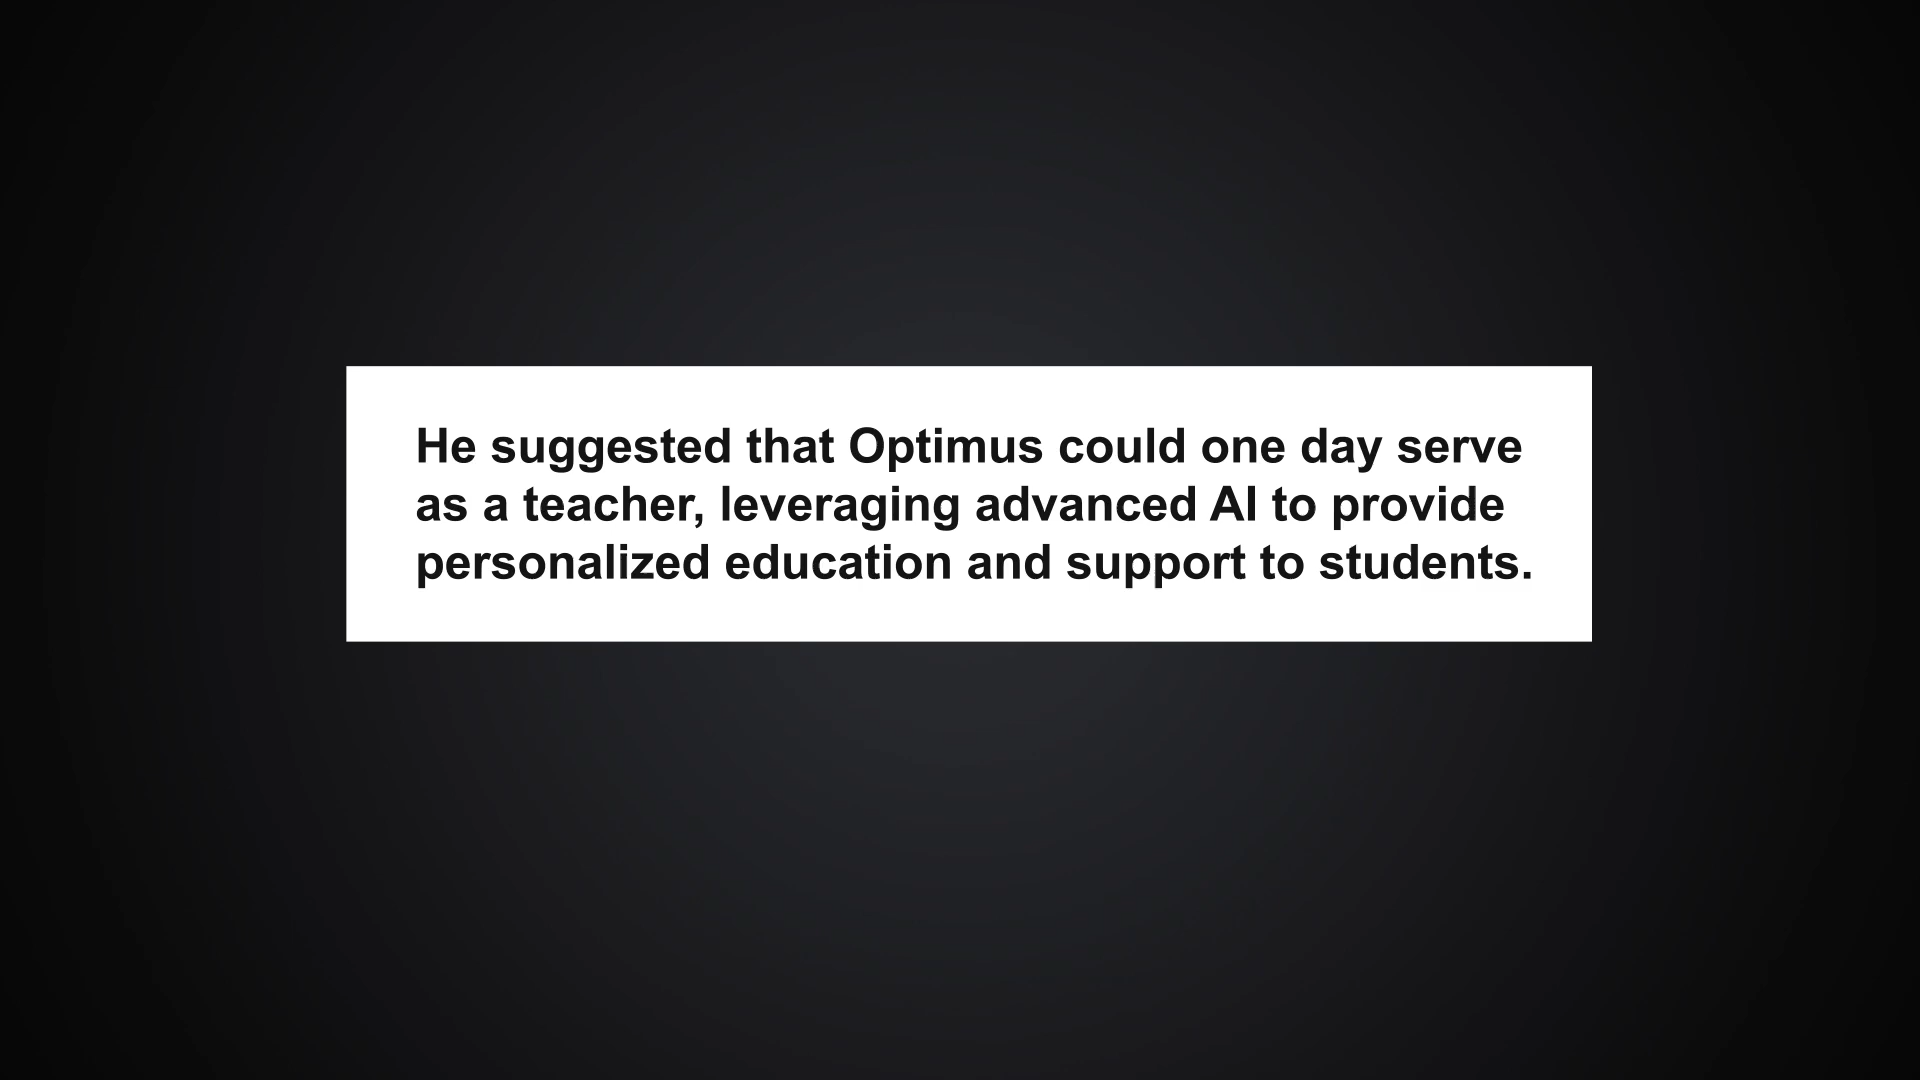 He suggested that Optimus could one day serve
as a teacher, leveraging advanced AI to provide
personalized education and support to students.